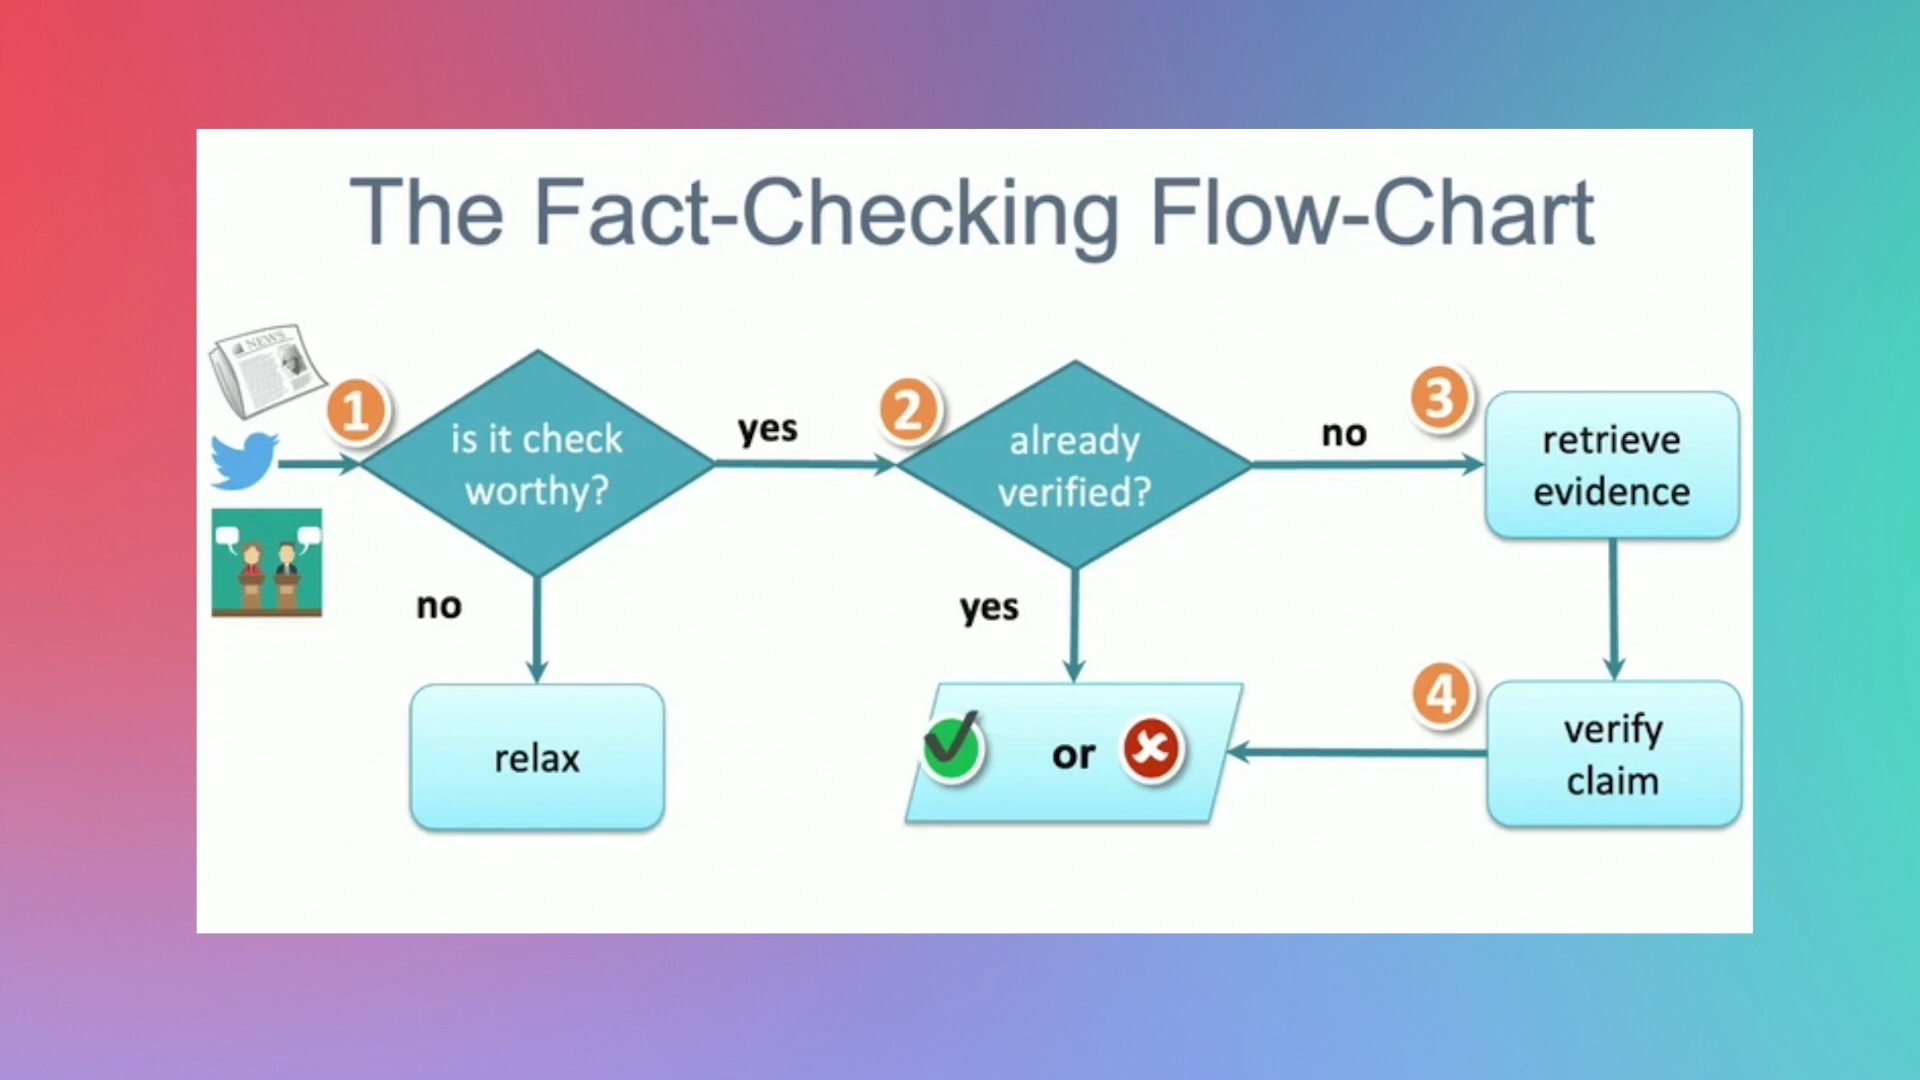 The Fact-Checking Flow-Chart
NEWS
1
is it check
worthy?
yes
2
already
verified?
no
3
retrieve
evidence
no
yes
relax
or
4
verify
claim